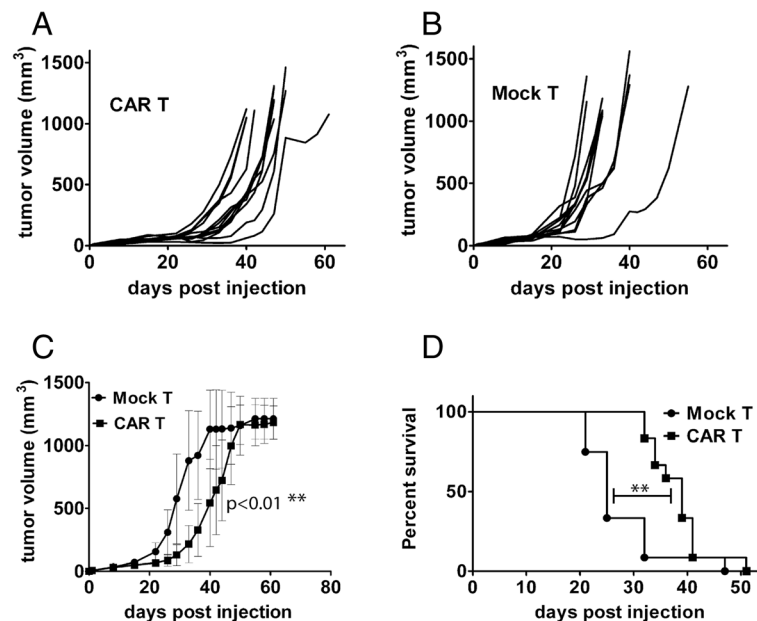 A
tumor volume (mm³)
1500
1000
500
0
CAR T
0 20 40 60
days post injection
B
tumor volume (mm³)
1500
1000
500
0
Mock T
0 20 40 60
days post injection
C
tumor volume (mm³)
1500
1000
500
0
Mock T
CAR T
p<0.01 **
0 20 40 60 80
days post injection
D
Percent survival
100
50
0
Mock T
CAR T
**
0 10 20 30 40 50
days post injection